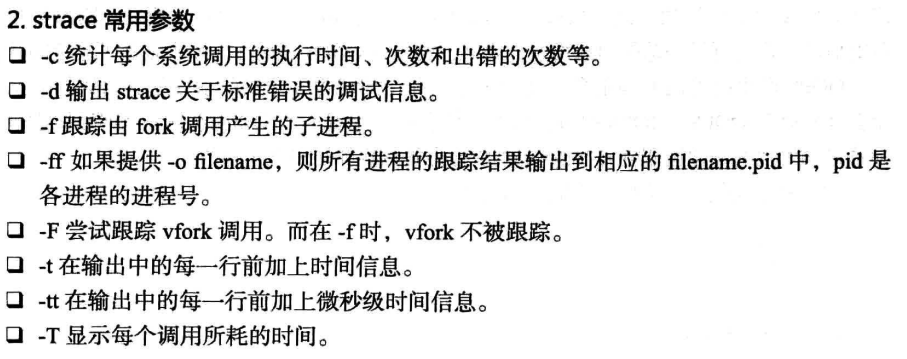 2. strace 常用参数
❑ -c 统计每个系统调用的执行时间、次数和出错的次数等。
❑ -d 输出 strace 关于标准错误的调试信息。
❑ -f 跟踪由 fork 调用产生的子进程。
❑ -ff 如果提供 -o filename，则所有进程的跟踪结果输出到相应的 filename.pid 中，pid 是
各进程的进程号。
❑ -F 尝试跟踪 vfork 调用。而在 -f 时，vfork 不被跟踪。
❑ -t 在输出中的每一行前加上时间信息。
❑ -tt 在输出中的每一行前加上微秒级时间信息。
❑ -T 显示每个调用所耗的时间。